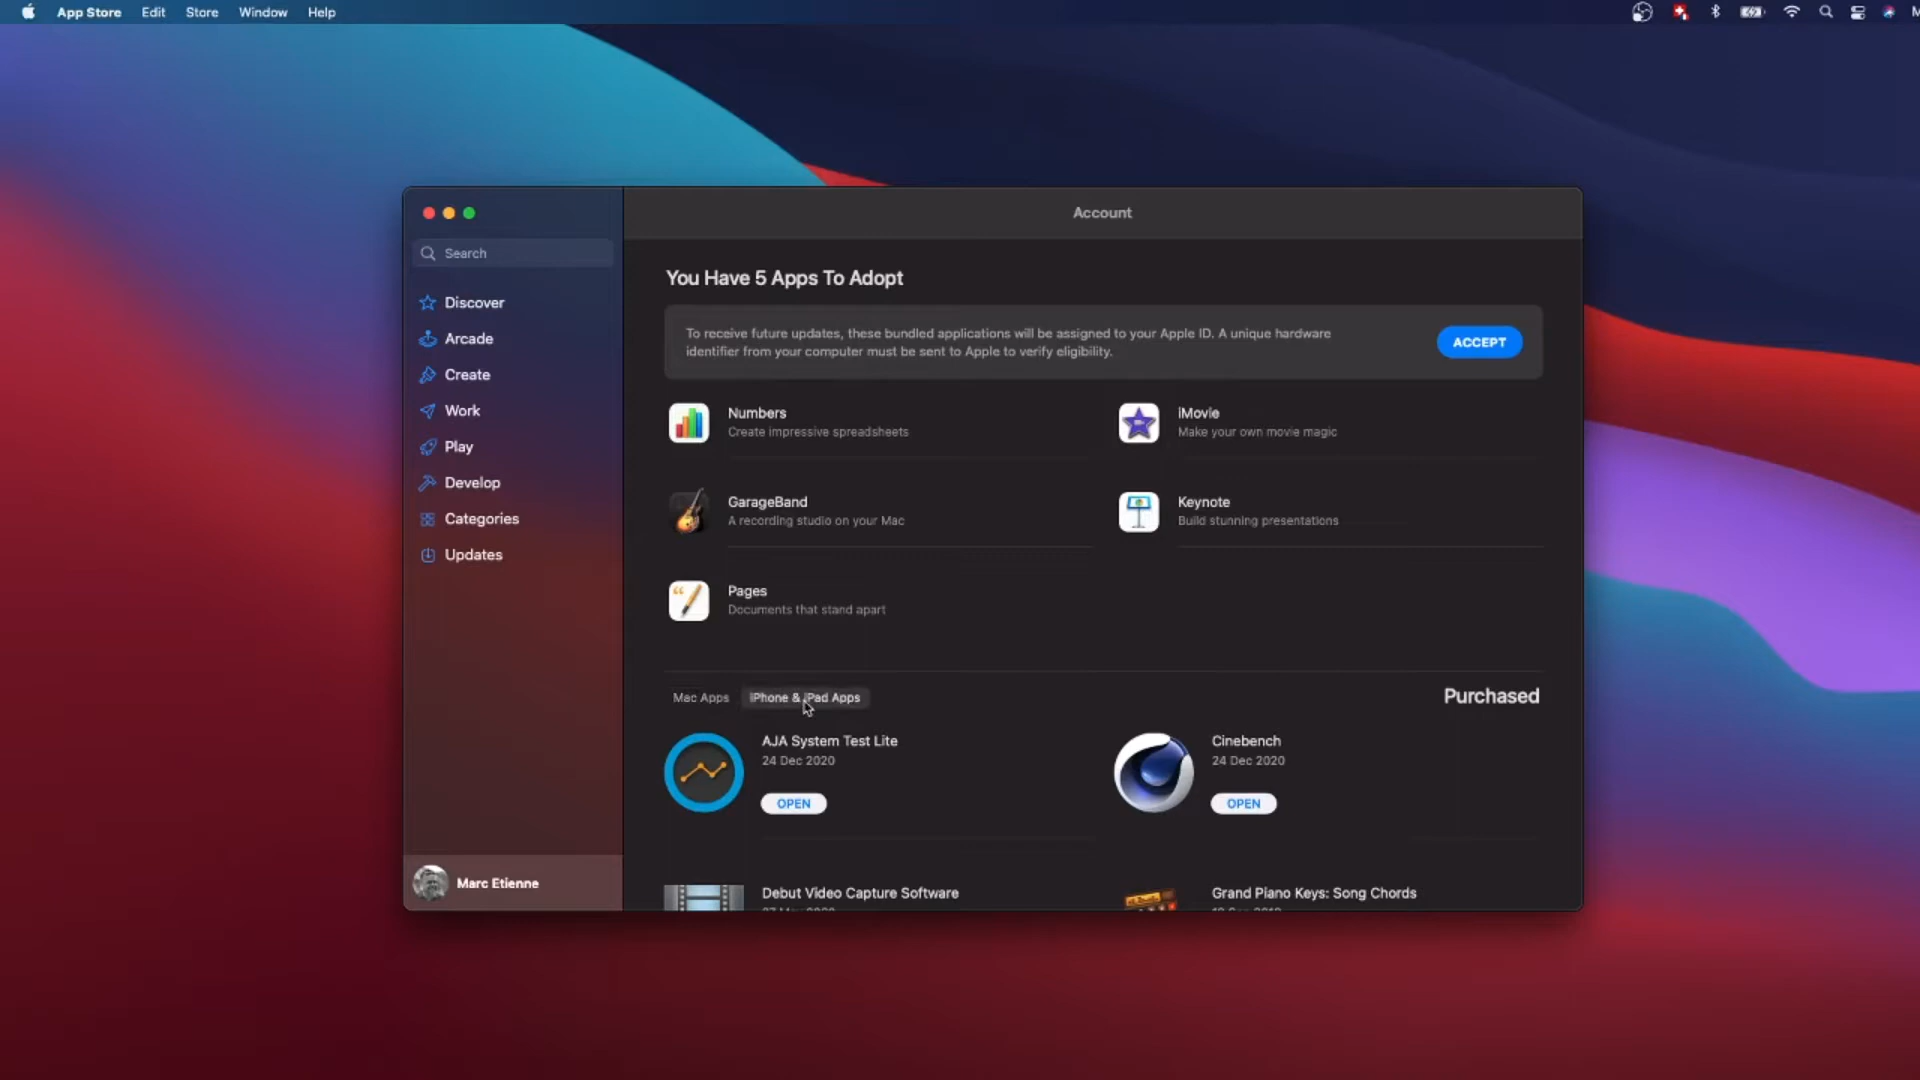 App Store Edit Store Window Help
Account
Search
Discover
Arcade
Create
Work
Play
Develop
Categories
Updates
Marc Etienne
You Have 5 Apps To Adopt
To receive future updates, these bundled applications will be assigned to your Apple ID. A unique hardware
identifier from your computer must be sent to Apple to verify eligibility.
ACCEPT
Numbers
Create impressive spreadsheets
iMovie
Make your own movie magic
GarageBand
A recording studio on your Mac
Keynote
Build stunning presentations
Pages
Documents that stand apart
Mac Apps
iPhone & iPad Apps
Purchased
AJA System Test Lite
24 Dec 2020
OPEN
Cinebench
24 Dec 2020
OPEN
Debut Video Capture Software
Grand Piano Keys: Song Chords